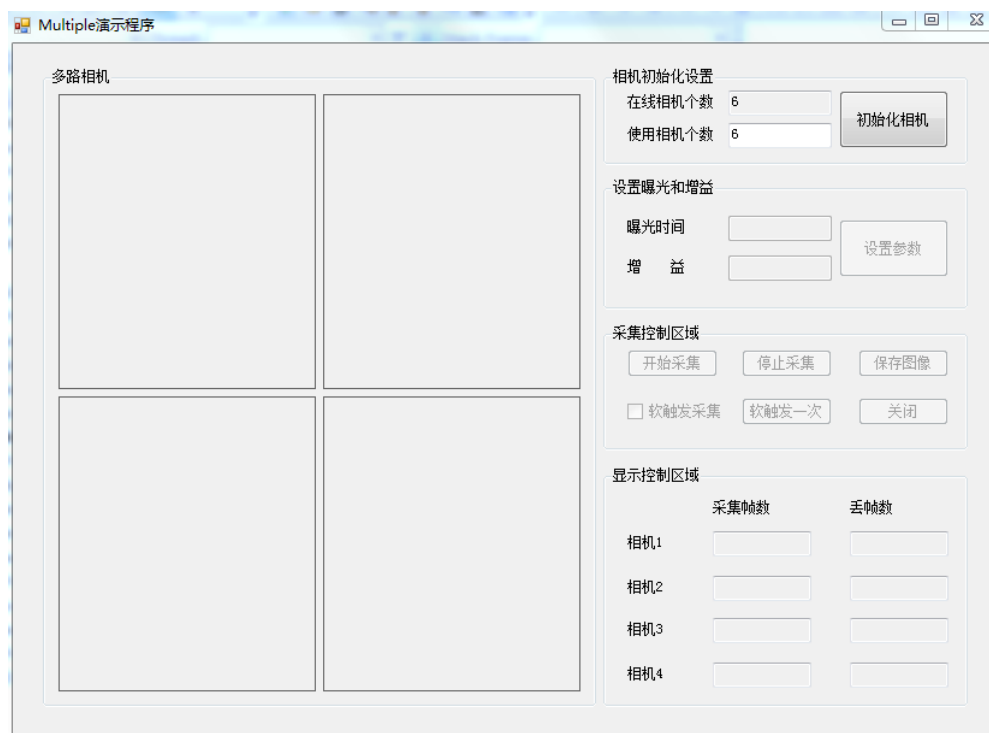 Multiple演示程序
多路相机
相机初始化设置
在线相机个数 6
使用相机个数 6
初始化相机
设置曝光和增益
曝光时间
增 益
设置参数
采集控制区域
开始采集 停止采集 保存图像
软触发采集 软触发一次 关闭
显示控制区域
采集帧数 丢帧数
相机1
相机2
相机3
相机4